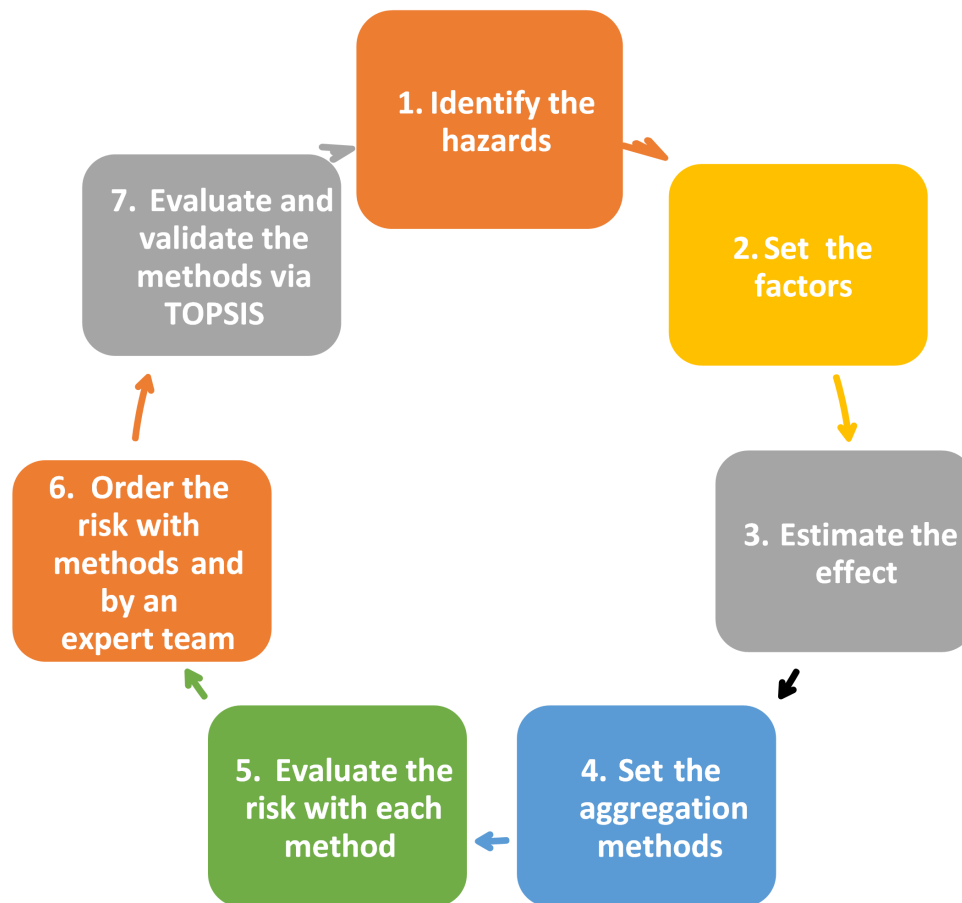 1. Identify the
hazards
2. Set the
factors
3. Estimate the
effect
4. Set the
aggregation
methods
5. Evaluate the
risk with each
method
6. Order the
risk with
methods and
by an
expert team
7. Evaluate and
validate the
methods via
TOPSIS